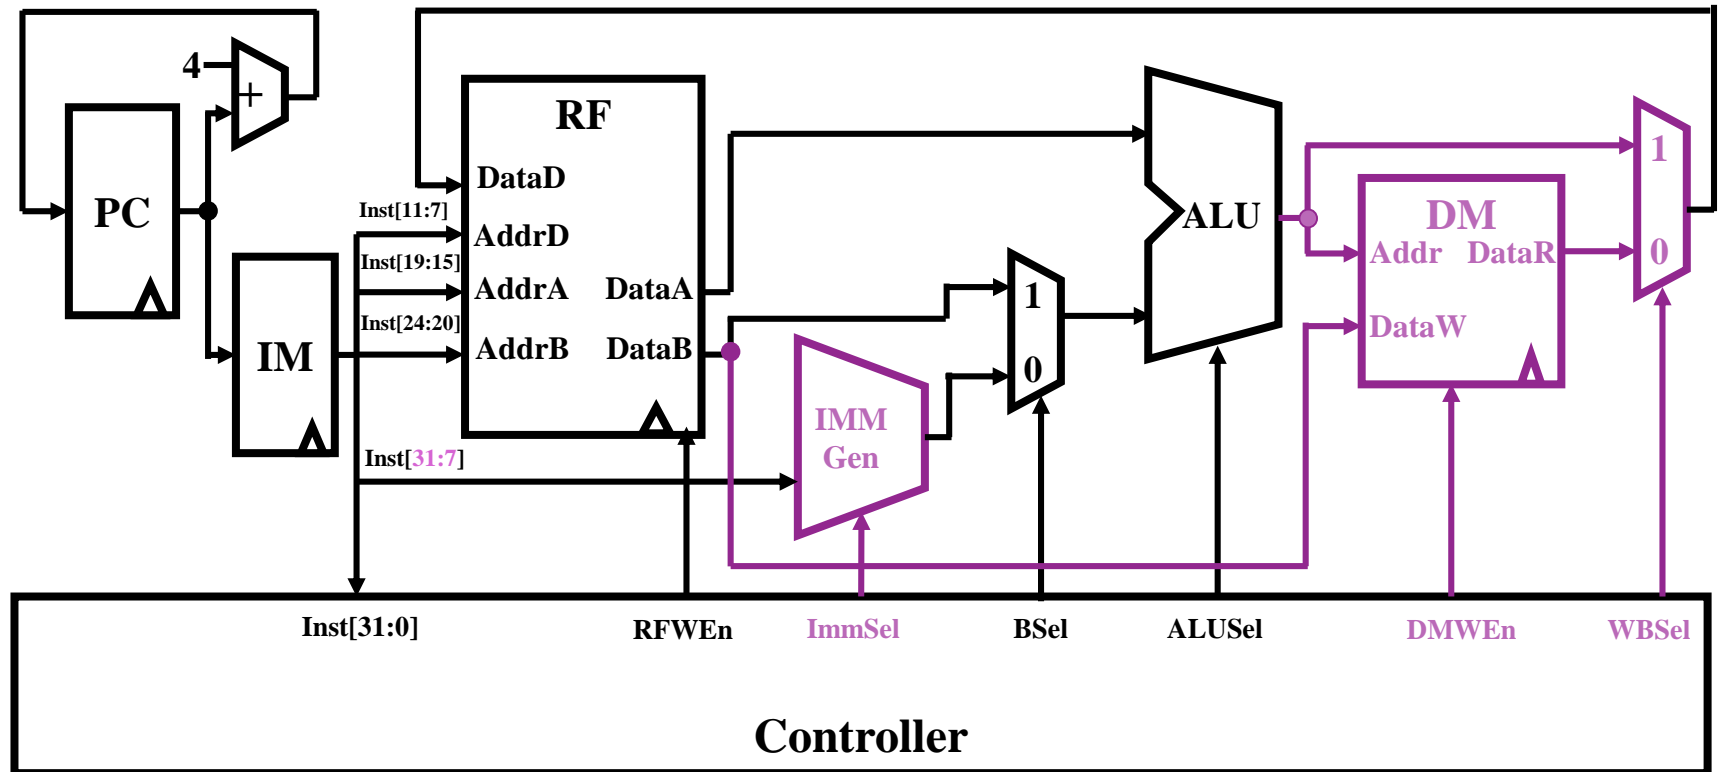 4
+
PC
IM
RF
DataD
Inst[11:7]
AddrD
Inst[19:15]
AddrA
DataA
Inst[24:20]
AddrB
DataB
Inst[31:7]
IMM
Gen
1
0
ALU
DM
Addr
DataR
DataW
1
0
Inst[31:0]
RFWEn
ImmSel
BSel
ALUSel
DMWEn
WBSel
Controller